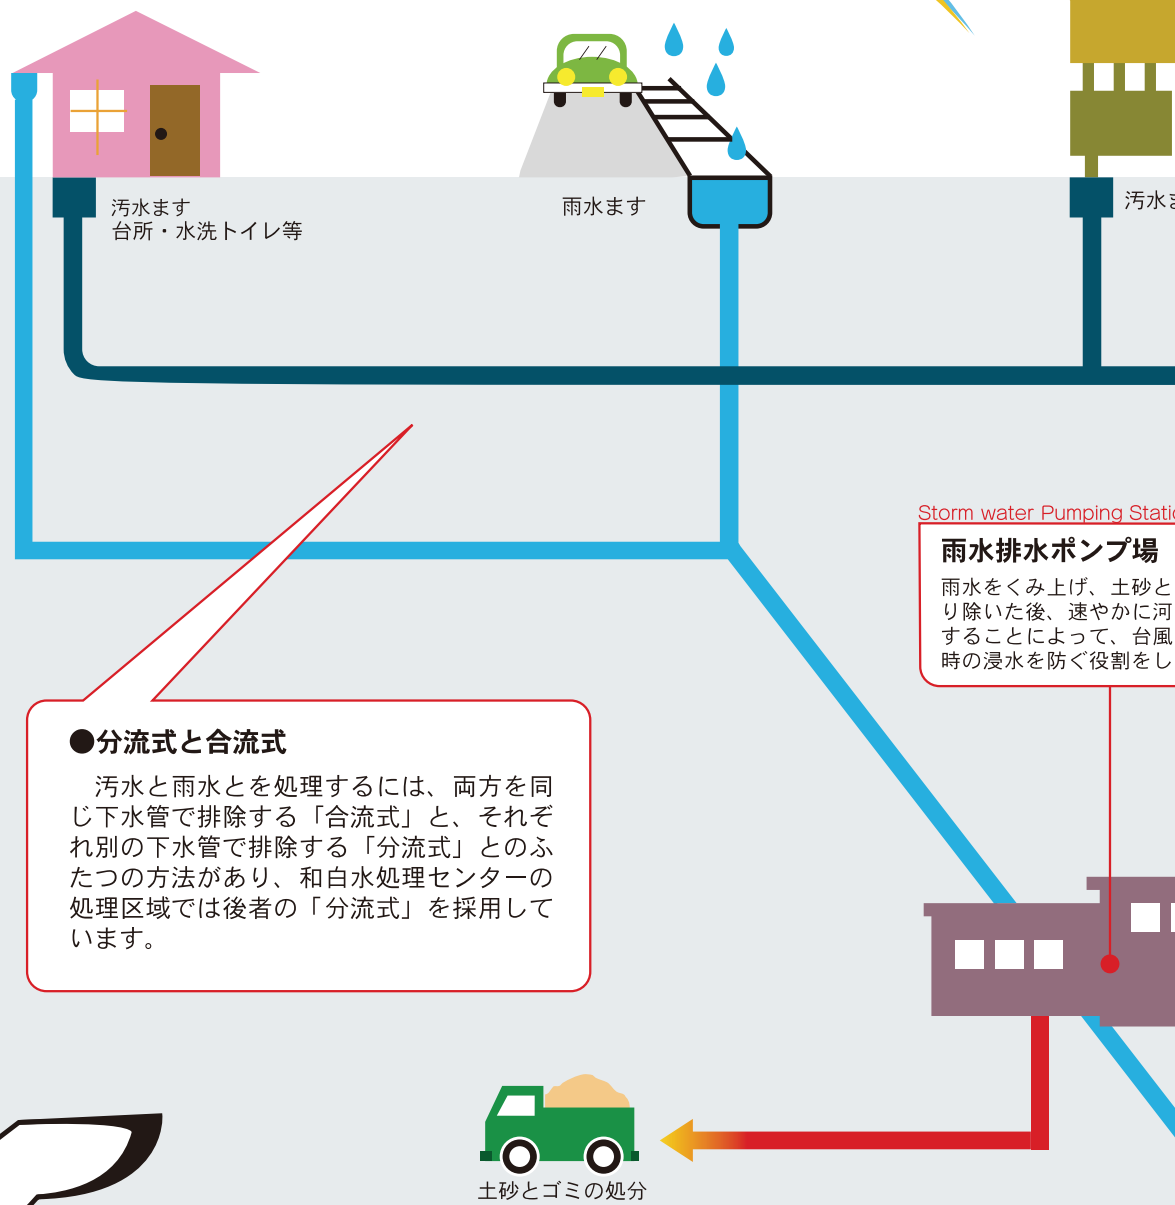 汚水ます
台所・水洗トイレ等
雨水ます
汚水
Storm water Pumping
雨水排水ポンプ場
雨水をくみ上げ、土砂と
り除いた後、速やかに河
することによって、台風
時の浸水を防ぐ役割をし
●分流式と合流式
汚水と雨水とを処理するには、両方を同
じ下水管で排除する「合流式」と、それぞ
れ別の下水管で排除する「分流式」とのふ
たつの方法があり、和白水処理センターの
処理区域では後者の「分流式」を採用して
います。
土砂とゴミの処分